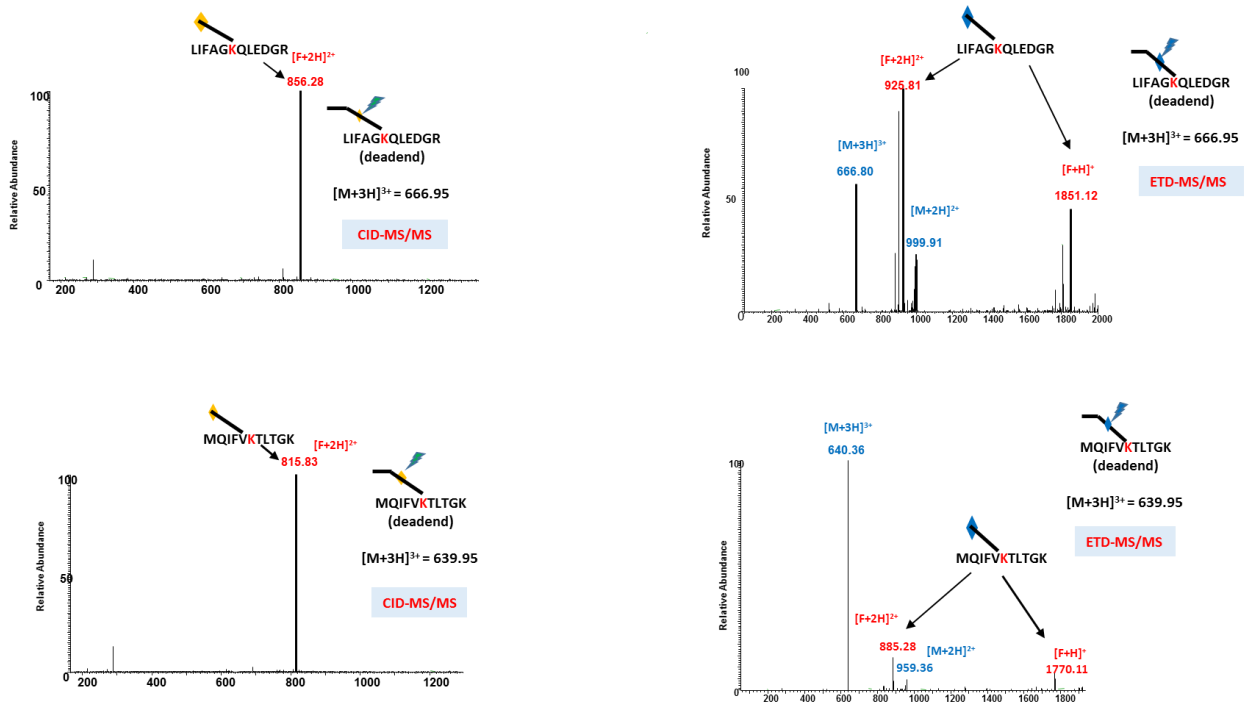 LIFAGKQLEDGR
[F+2H]²⁺
856.28
100
50
0
Relative Abundance
LIFAGKQLEDGR
(deadend)
[M+3H]³⁺ = 666.95
CID-MS/MS
200 400 600 800 1000 1200
LIFAGKQLEDGR
[F+2H]²⁺
925.81
100
50
0
Relative Abundance
[M+3H]³⁺
666.80
[M+2H]²⁺
999.91
[F+H]⁺
1851.12
LIFAGKQLEDGR
(deadend)
[M+3H]³⁺ = 666.95
ETD-MS/MS
200 400 600 800 1000 1200 1400 1600 1800 2000
MQIFVKTLTGK
[F+2H]²⁺
815.83
100
50
0
Relative Abundance
MQIFVKTLTGK
(deadend)
[M+3H]³⁺ = 639.95
CID-MS/MS
200 400 600 800 1000 1200
[M+3H]³⁺
640.36
100
50
0
Relative Abundance
MQIFVKTLTGK
[F+2H]²⁺
885.28
[M+2H]²⁺
959.36
[F+H]⁺
1770.11
MQIFVKTLTGK
(deadend)
[M+3H]³⁺ = 639.95
ETD-MS/MS
200 400 600 800 1000 1200 1400 1600 1800